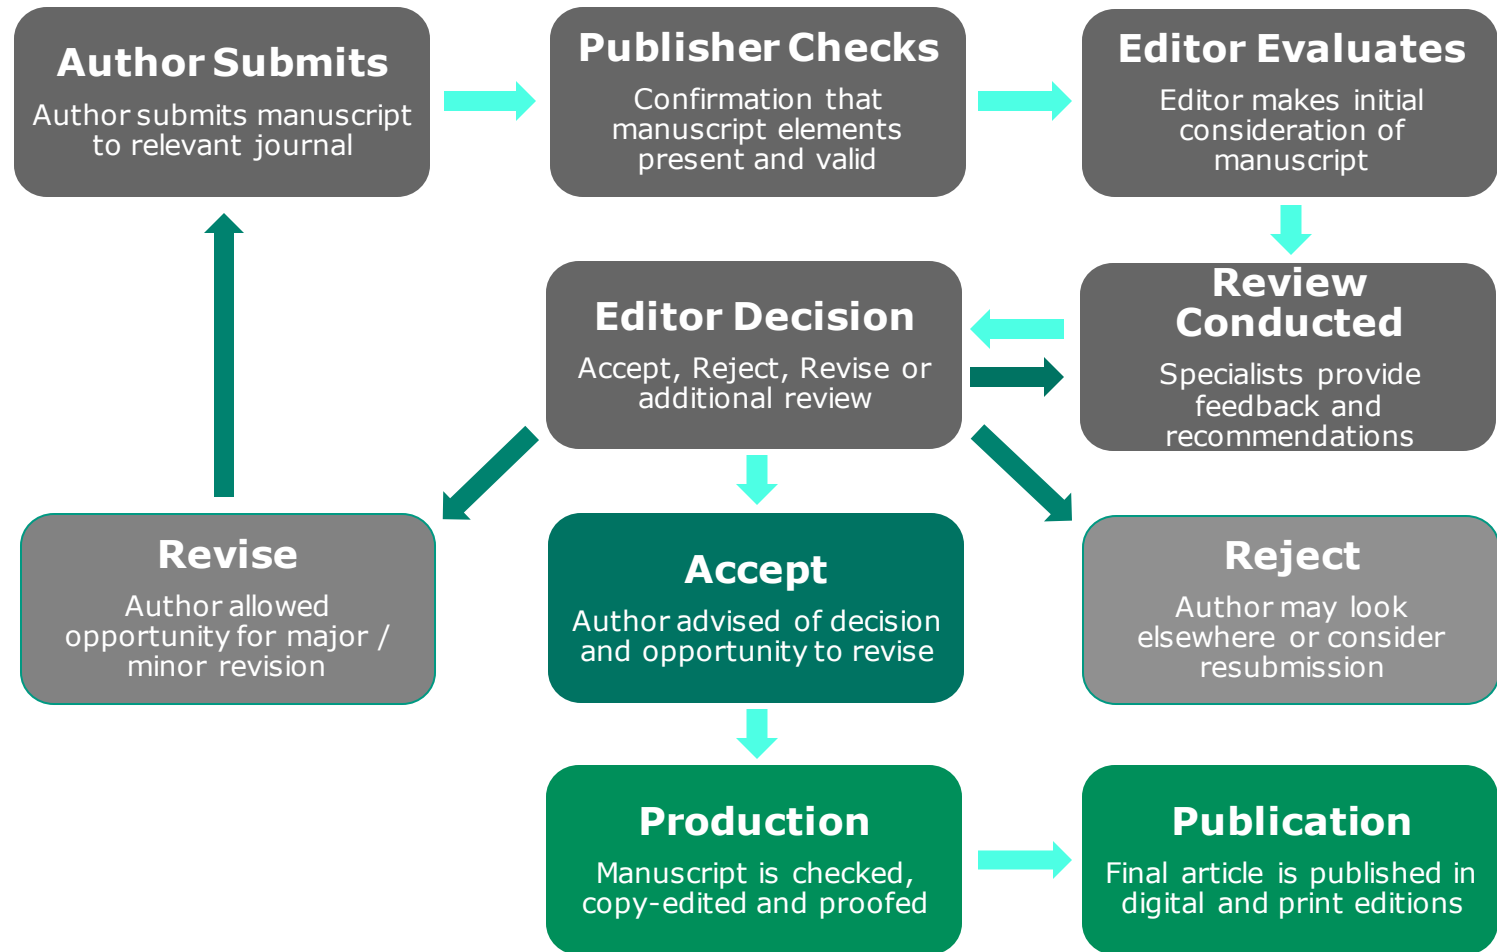 Author Submits
Author submits manuscript
to relevant journal
Publisher Checks
Confirmation that
manuscript elements
present and valid
Editor Evaluates
Editor makes initial
consideration of
manuscript
Editor Decision
Accept, Reject, Revise or
additional review
Review
Conducted
Specialists provide
feedback and
recommendations
Revise
Author allowed
opportunity for major /
minor revision
Accept
Author advised of decision
and opportunity to revise
Reject
Author may look
elsewhere or consider
resubmission
Production
Manuscript is checked,
copy-edited and proofed
Publication
Final article is published in
digital and print editions